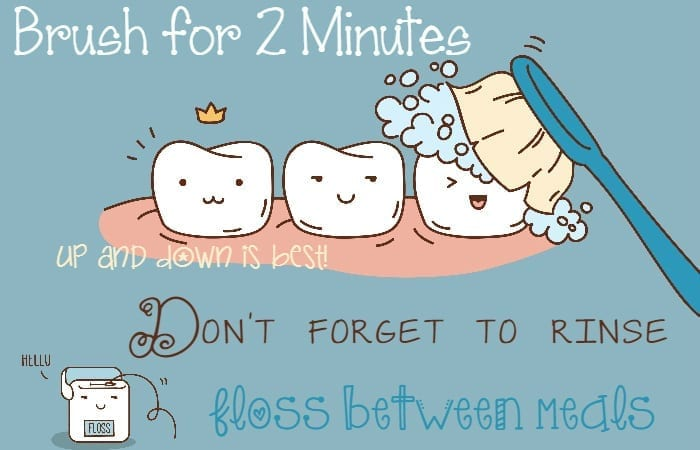 Brush for 2 Minutes
up and down is best!
Don't forget to rinse
HELLO
FLOSS
floss between meals